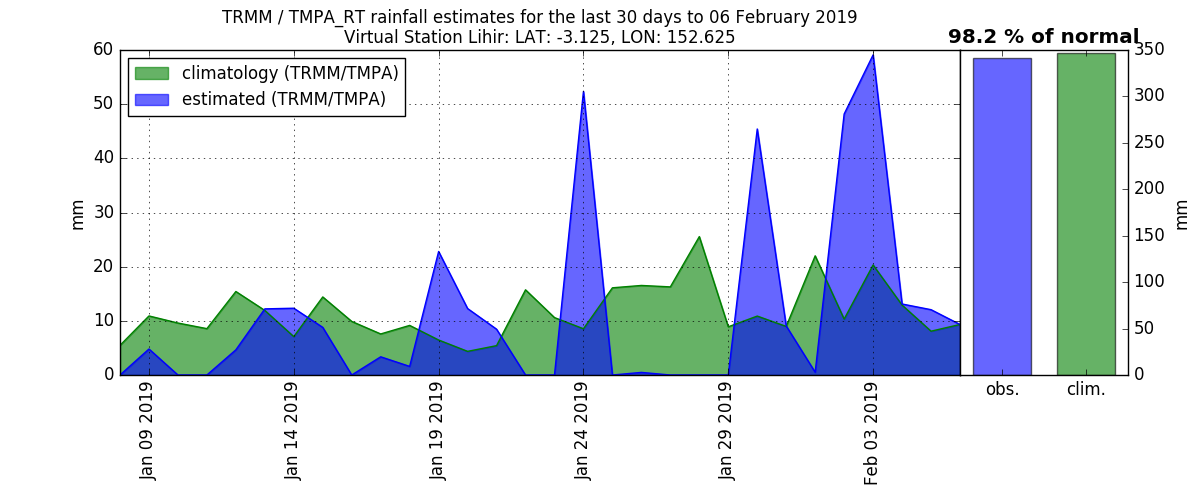 TRMM / TMPA_RT rainfall estimates for the last 30 days to 06 February 2019
Virtual Station Lihir: LAT: -3.125, LON: 152.625
98.2 % of normal
climatology (TRMM/TMPA)
estimated (TRMM/TMPA)
60
50
40
30
20
10
0
mm
Jan 09 2019
Jan 14 2019
Jan 19 2019
Jan 24 2019
Jan 29 2019
Feb 03 2019
obs.
clim.
350
300
250
200
150
100
50
0
mm